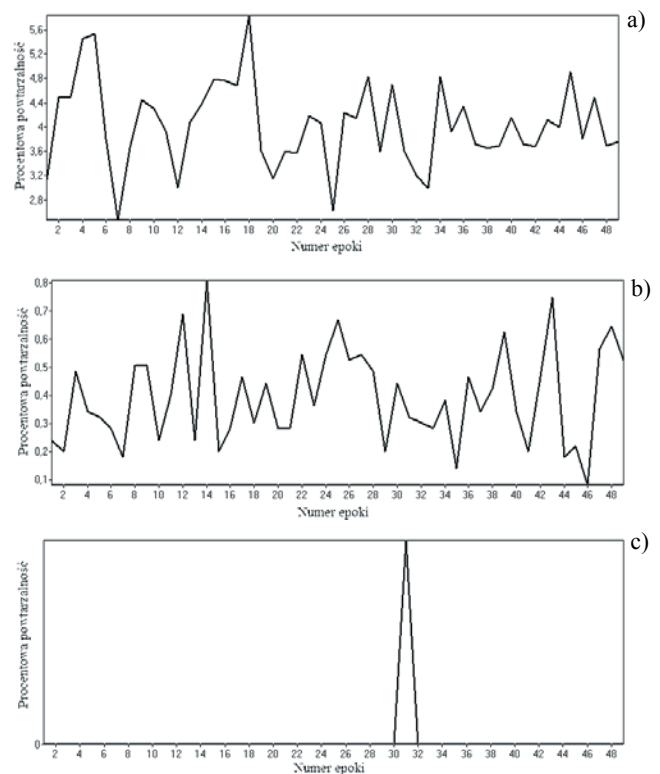 a)
Procentowa powtarzalność
5,6
5,2
4,8
4,4
4
3,6
3,2
2,8
2 4 6 8 10 12 14 16 18 20 22 24 26 28 30 32 34 36 38 40 42 44 46 48
Numer epoki
b)
Procentowa powtarzalność
0,8
0,7
0,6
0,5
0,4
0,3
0,2
0,1
2 4 6 8 10 12 14 16 18 20 22 24 26 28 30 32 34 36 38 40 42 44 46 48
Numer epoki
c)
Procentowa powtarzalność
0
2 4 6 8 10 12 14 16 18 20 22 24 26 28 30 32 34 36 38 40 42 44 46 48
Numer epoki